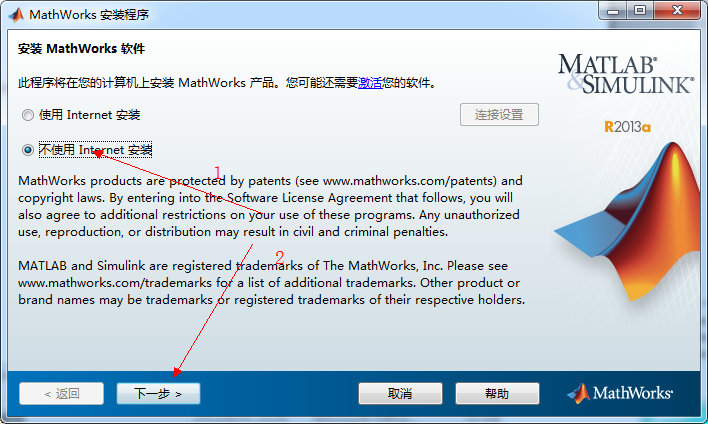 MathWorks 安装程序
安装 MathWorks 软件
此程序将在您的计算机上安装 MathWorks 产品。您可能还需要激活您的软件。
使用 Internet 安装
连接设置
不使用 Internet 安装
1
MathWorks products are protected by patents (see www.mathworks.com/patents) and
copyright laws. By entering into the Software License Agreement that follows, you will
also agree to additional restrictions on your use of these programs. Any unauthorized
use, reproduction, or distribution may result in civil and criminal penalties.
2
MATLAB and Simulink are registered trademarks of The MathWorks, Inc. Please see
www.mathworks.com/trademarks for a list of additional trademarks. Other product or
brand names may be trademarks or registered trademarks of their respective holders.
MATLAB®
&SIMULINK®
R2013a
< 返回
下一步 >
取消
帮助
MathWorks®